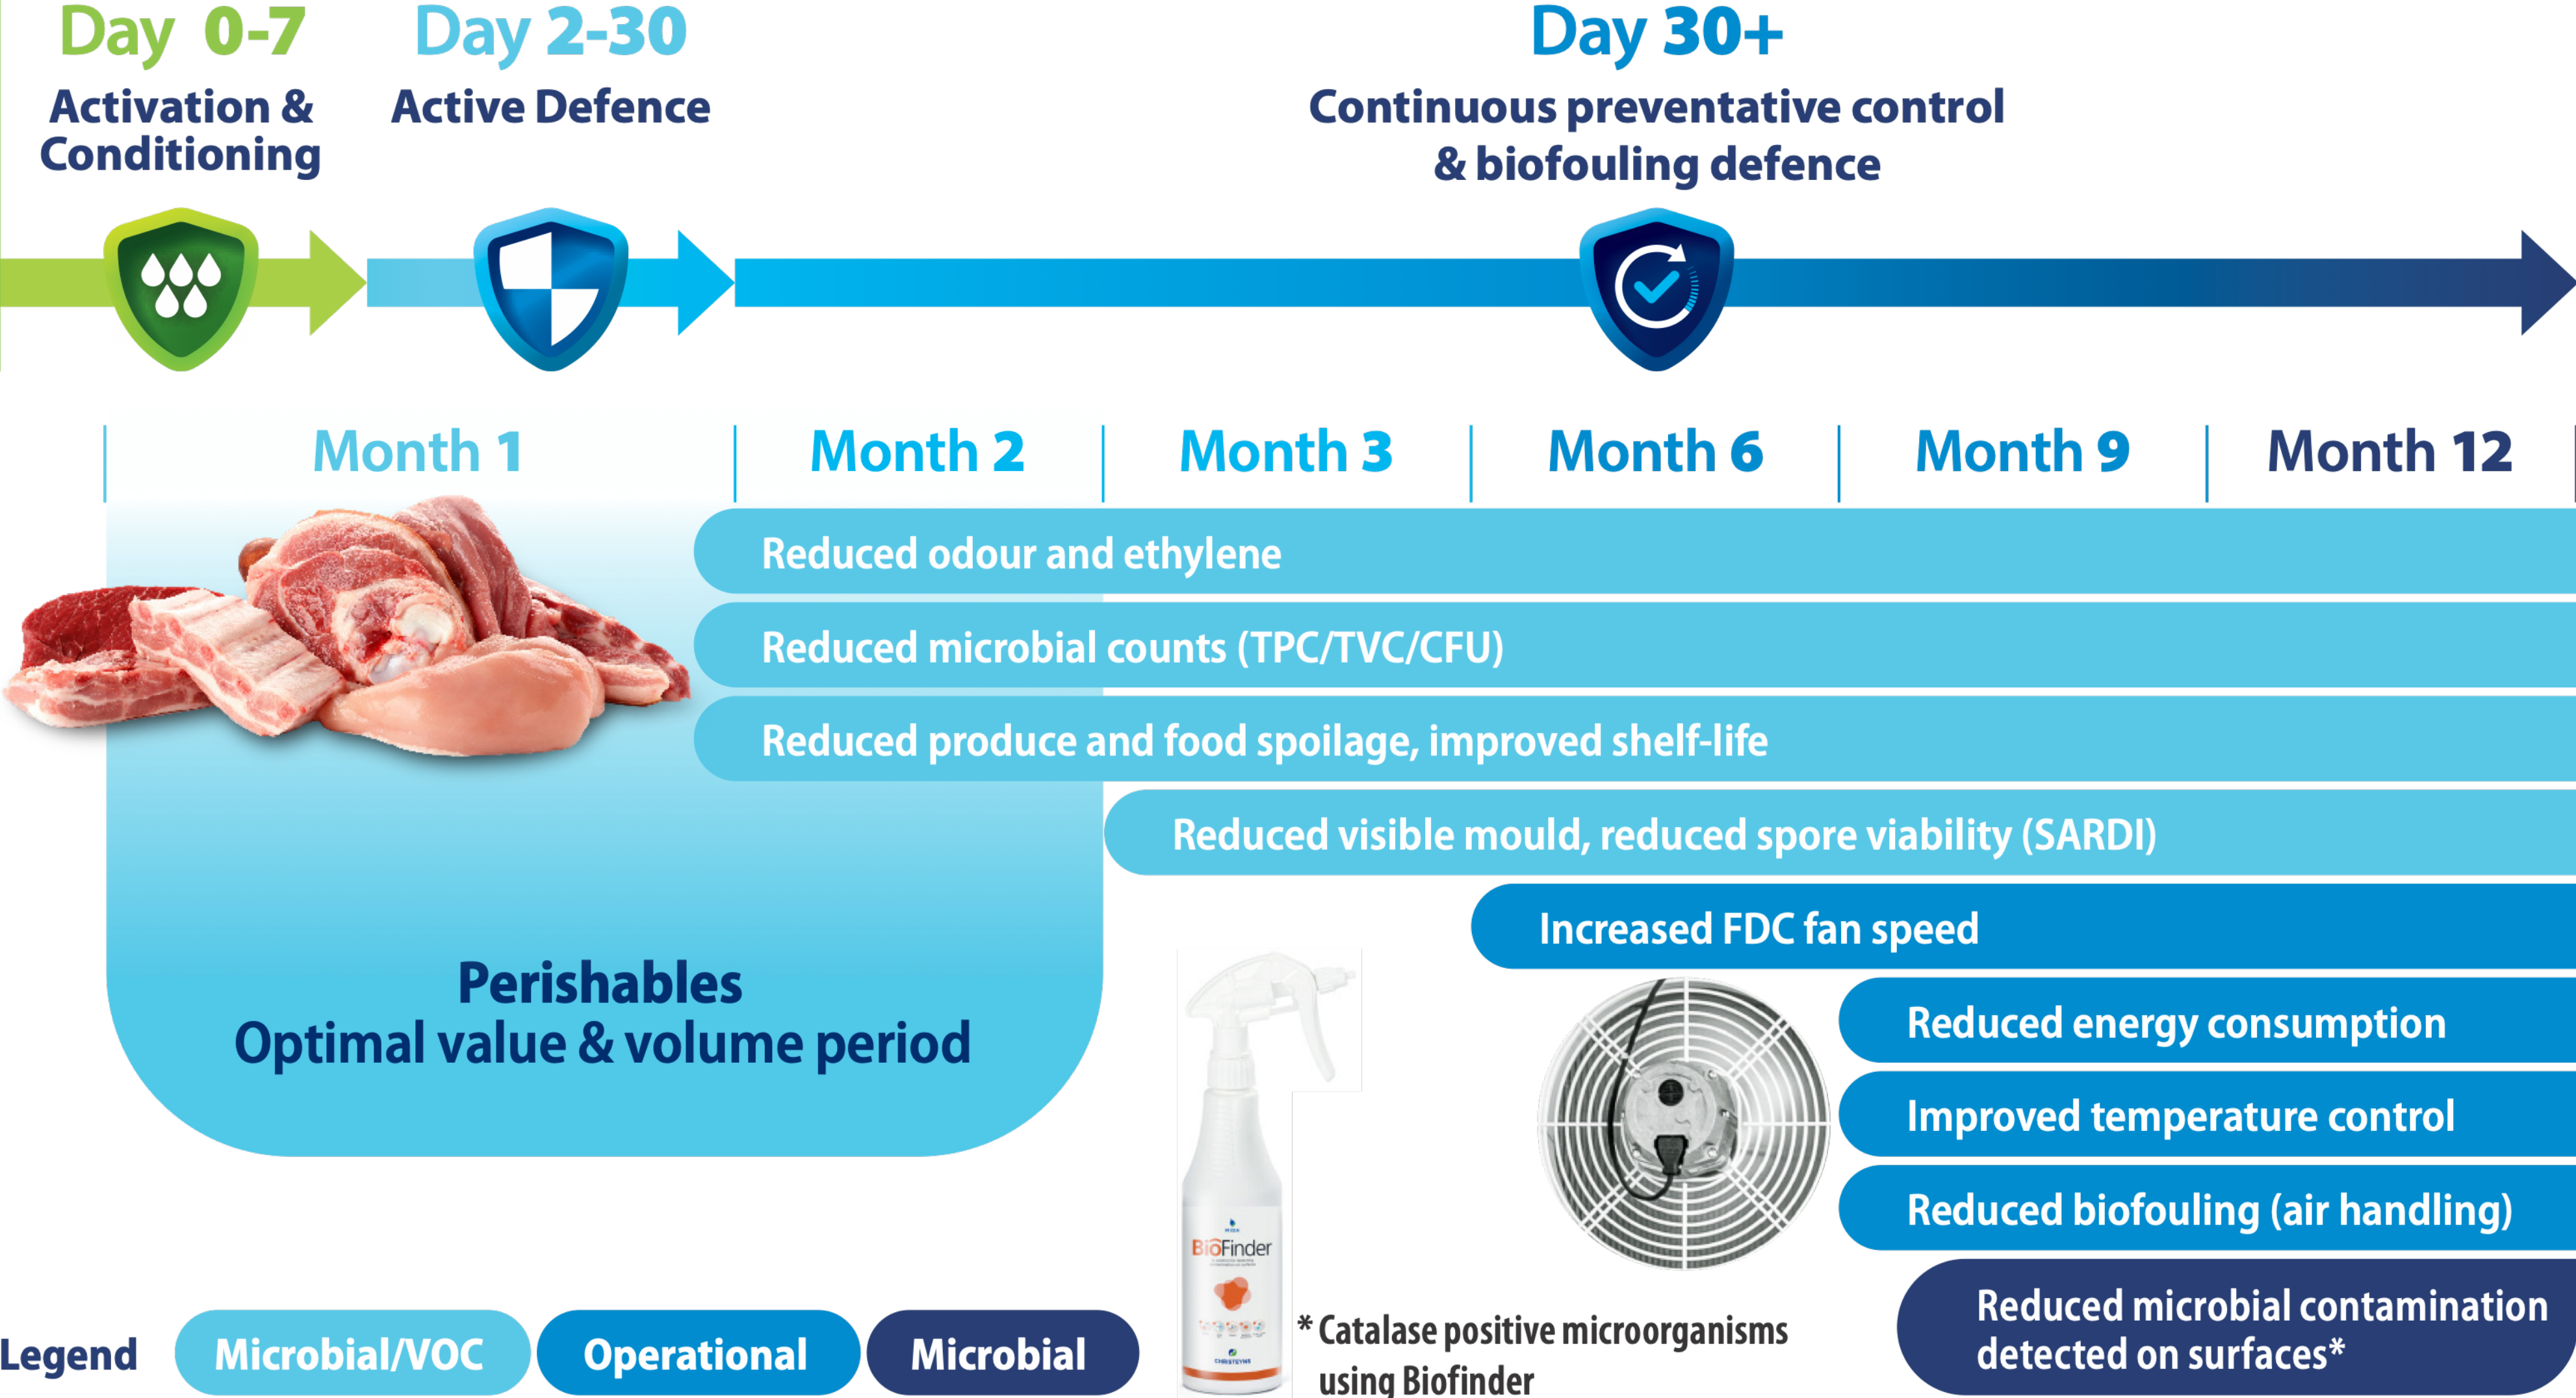 Day 0-7
Activation &
Conditioning
Day 2-30
Active Defence
Day 30+
Continuous preventative control
& biofouling defence
Month 1
Month 2
Month 3
Month 6
Month 9
Month 12
Reduced odour and ethylene
Reduced microbial counts (TPC/TVC/CFU)
Reduced produce and food spoilage, improved shelf-life
Reduced visible mould, reduced spore viability (SARDI)
Increased FDC fan speed
Perishables
Optimal value & volume period
Reduced energy consumption
Improved temperature control
Reduced biofouling (air handling)
Reduced microbial contamination
detected on surfaces*
BioFinder
CHRISTEYNS
* Catalase positive microorganisms
using Biofinder
Legend
Microbial/VOC
Operational
Microbial